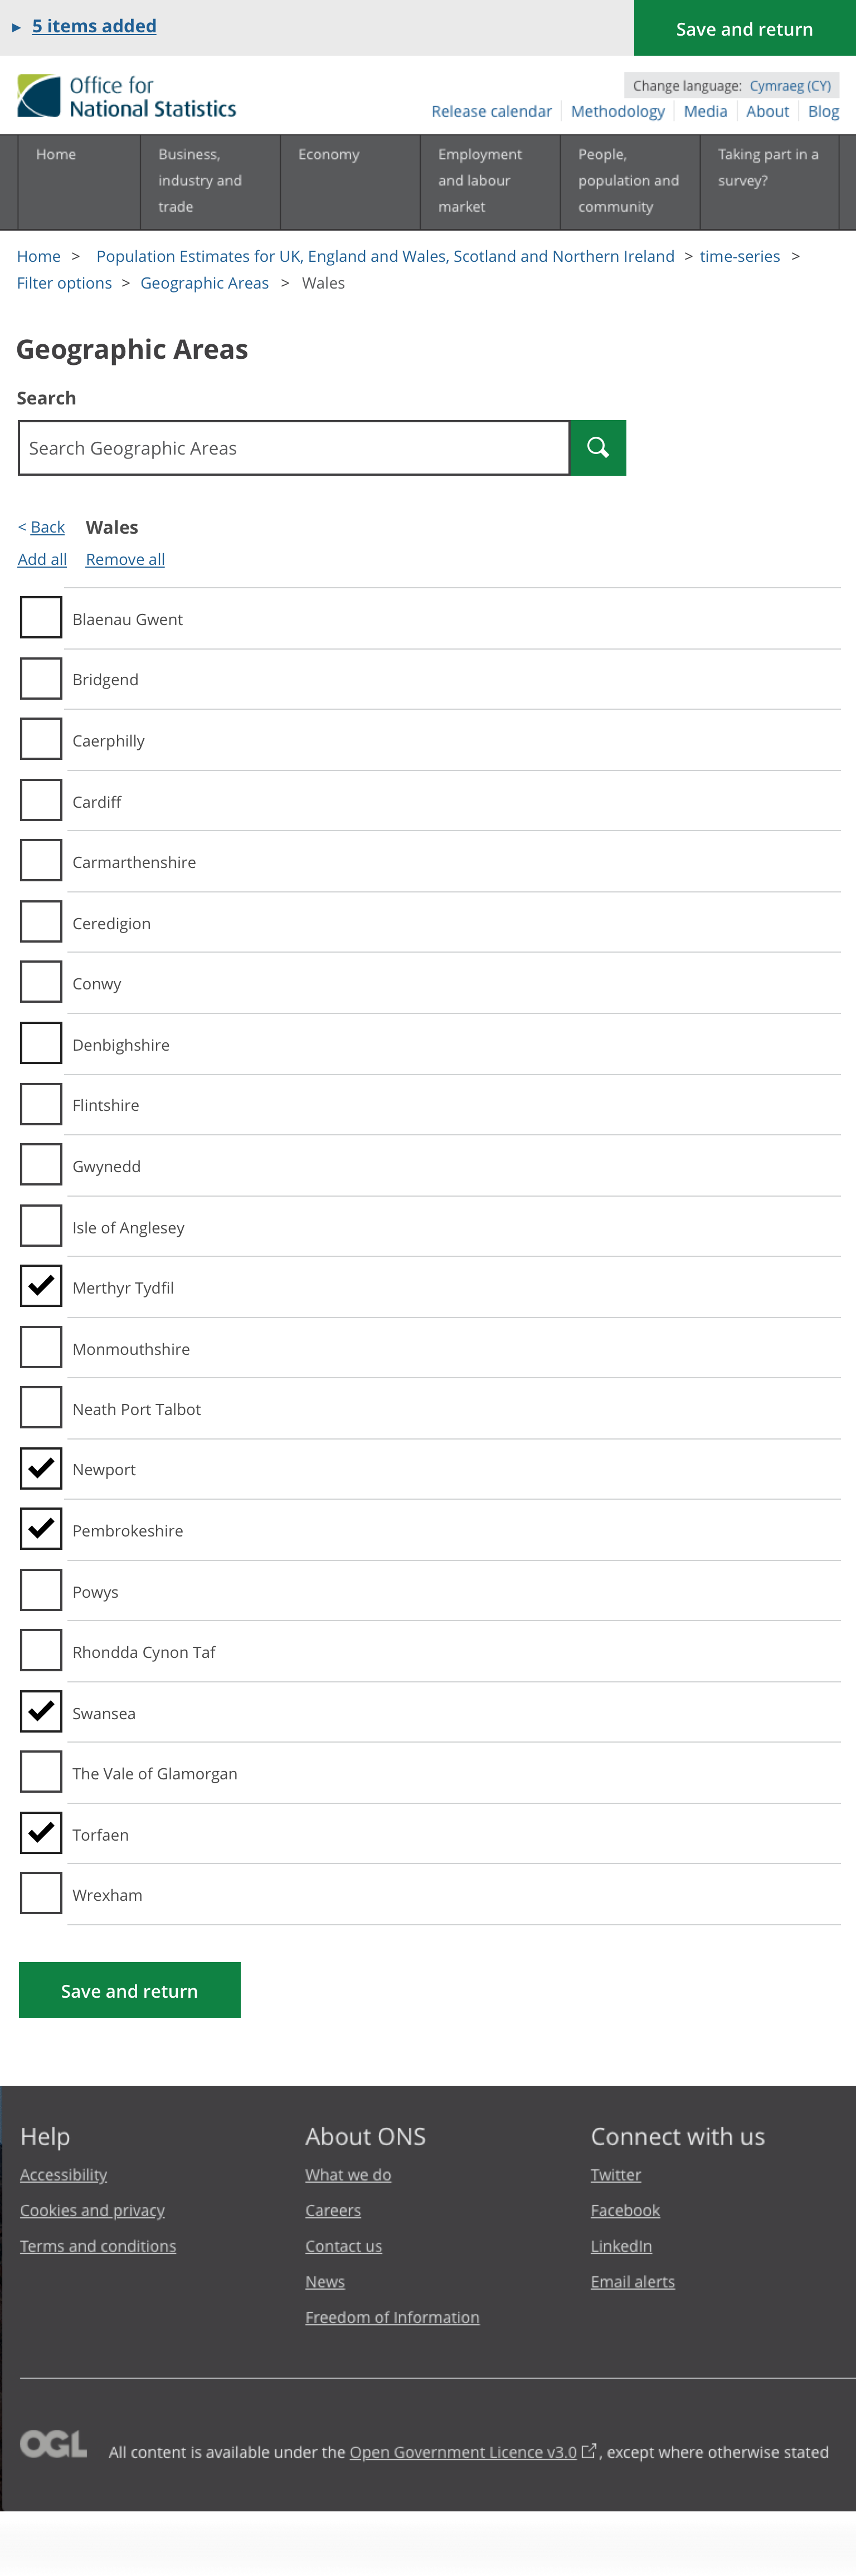 ▸ 5 items added
Save and return
Office for
National Statistics
Change language: Cymraeg (CY)
Release calendar
Methodology
Media
About
Blog
Home
Business,
industry and
trade
Economy
Employment
and labour
market
People,
population and
community
Taking part in a
survey?
Home > Population Estimates for UK, England and Wales, Scotland and Northern Ireland > time-series >
Filter options > Geographic Areas > Wales
Geographic Areas
Search
Search Geographic Areas
< Back Wales
Add all Remove all
Blaenau Gwent
Bridgend
Caerphilly
Cardiff
Carmarthenshire
Ceredigion
Conwy
Denbighshire
Flintshire
Gwynedd
Isle of Anglesey
Merthyr Tydfil
Monmouthshire
Neath Port Talbot
Newport
Pembrokeshire
Powys
Rhondda Cynon Taf
Swansea
The Vale of Glamorgan
Torfaen
Wrexham
Save and return
Help
Accessibility
Cookies and privacy
Terms and conditions
About ONS
What we do
Careers
Contact us
News
Freedom of Information
Connect with us
Twitter
Facebook
LinkedIn
Email alerts
OGL
All content is available under the Open Government Licence v3.0 , except where otherwise stated